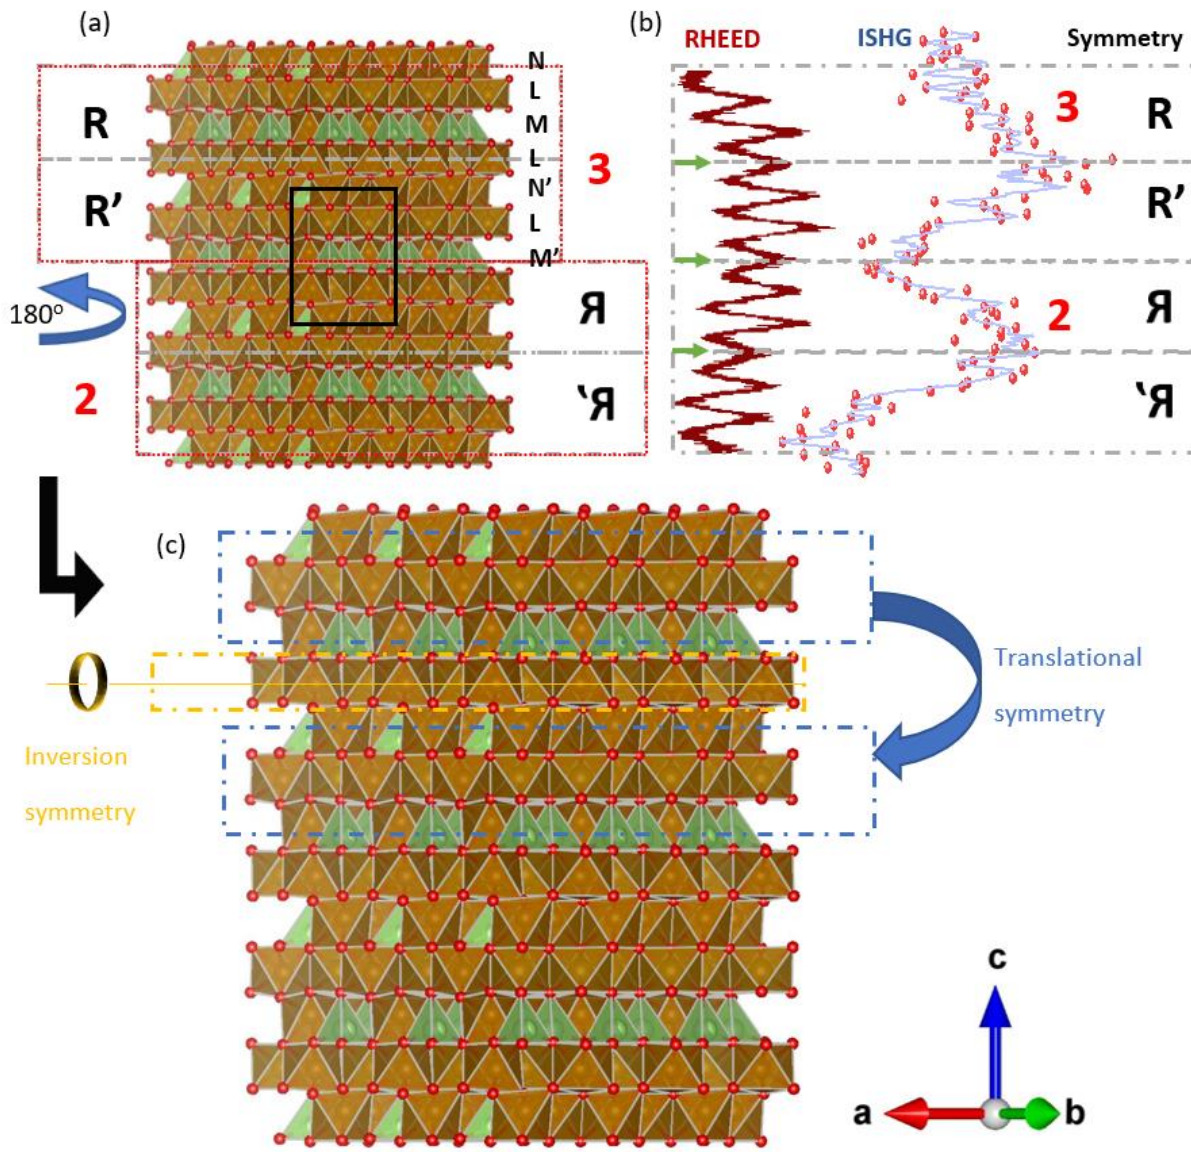 (a)
R
R’
180°
2
N
L
M
L
N’
L
M’
3
Я
‚Я
(b)
RHEED
ISHG
Symmetry
3
R
R’
2
Я
‚Я
(c)
Inversion
symmetry
Translational
symmetry
c
a
b